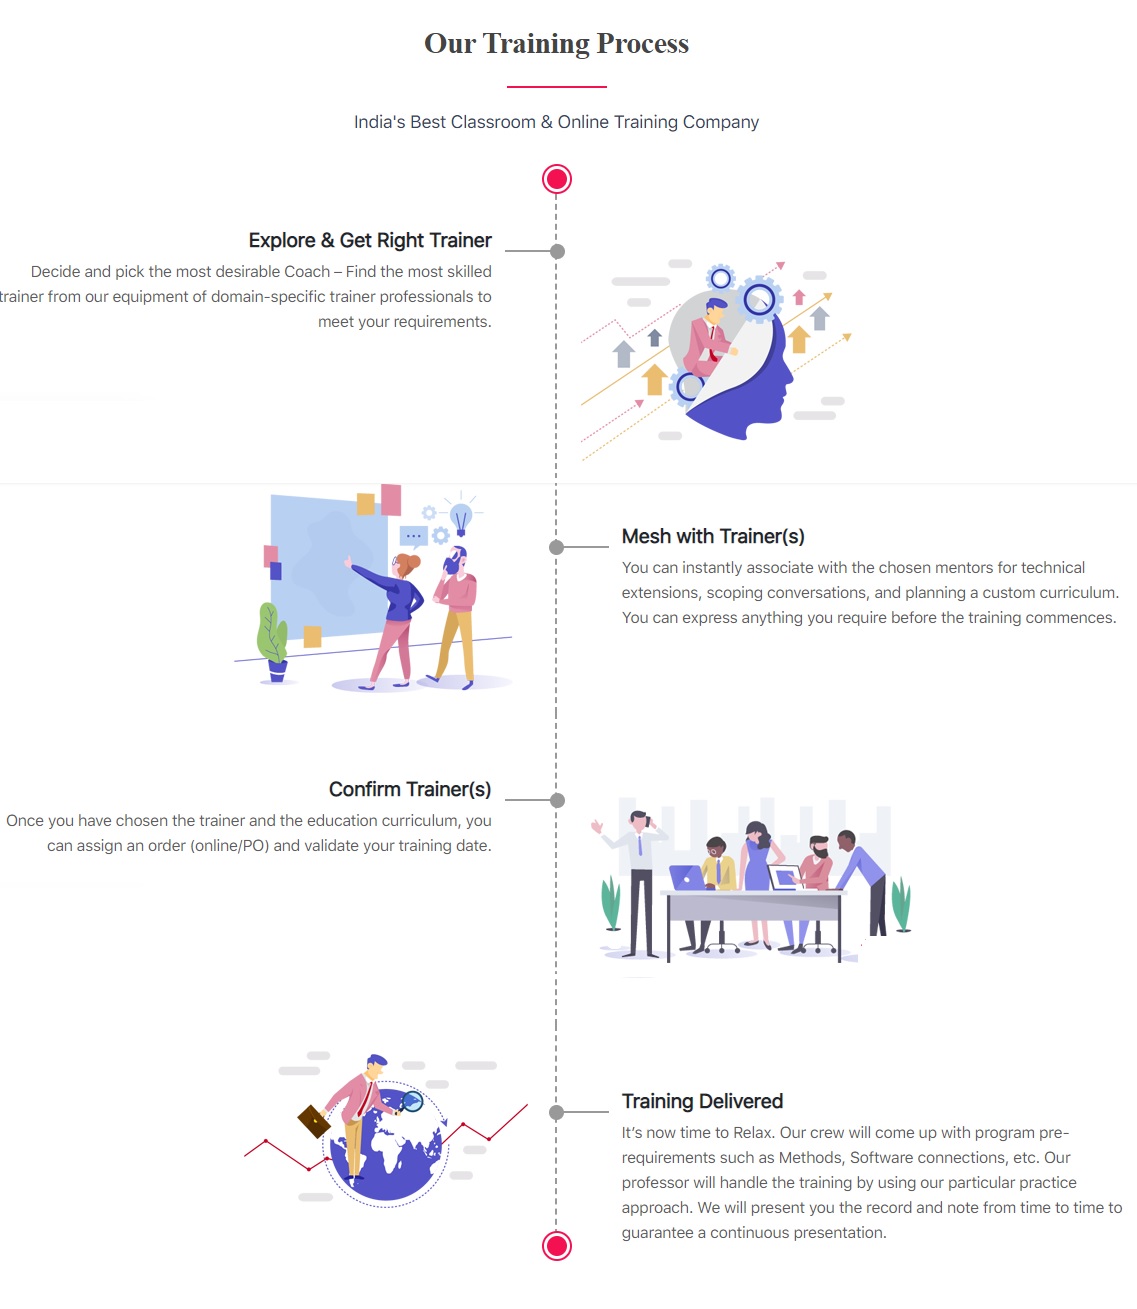 Our Training Process
India's Best Classroom & Online Training Company
Explore & Get Right Trainer
Decide and pick the most desirable Coach – Find the most skilled
trainer from our equipment of domain-specific trainer professionals to
meet your requirements.
Mesh with Trainer(s)
You can instantly associate with the chosen mentors for technical
extensions, scoping conversations, and planning a custom curriculum.
You can express anything you require before the training commences.
Confirm Trainer(s)
Once you have chosen the trainer and the education curriculum, you
can assign an order (online/PO) and validate your training date.
Training Delivered
It’s now time to Relax. Our crew will come up with program pre-
requirements such as Methods, Software connections, etc. Our
professor will handle the training by using our particular practice
approach. We will present you the record and note from time to time to
guarantee a continuous presentation.